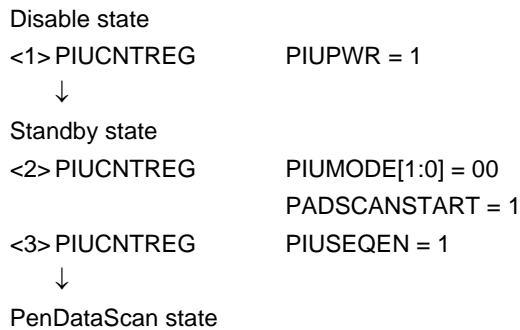 Disable state
<1> PIUCNTREG PIUPWR = 1
↓
Standby state
<2> PIUCNTREG PIUMODE[1:0] = 00
PADSCANSTART = 1
<3> PIUCNTREG PIUSEQEN = 1
↓
PenDataScan state